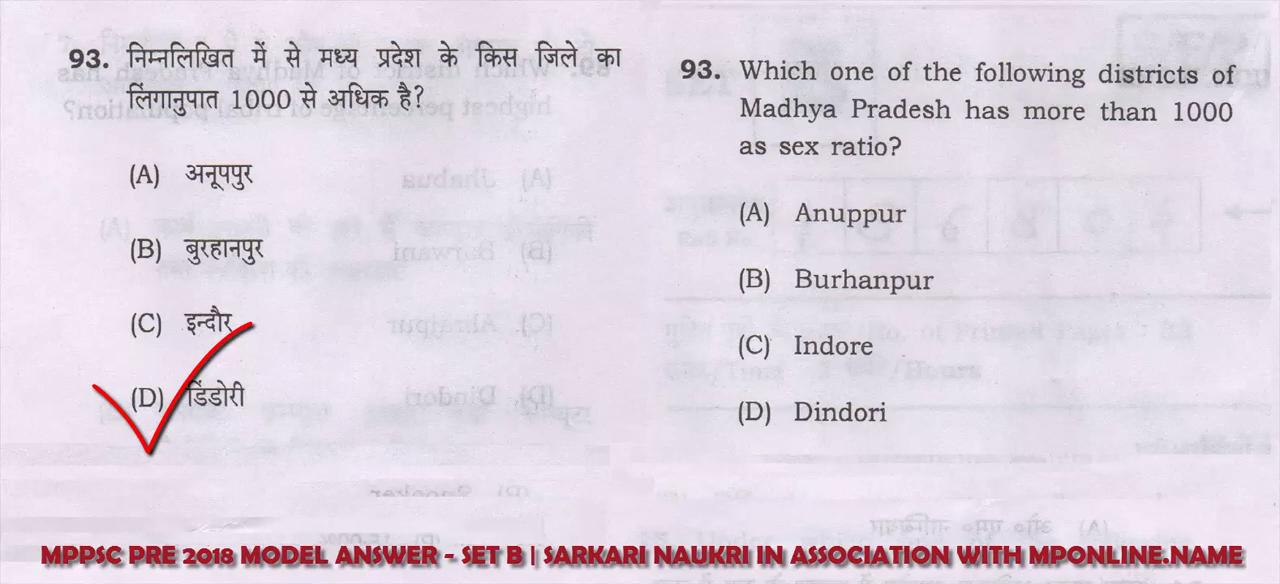 93. निम्नलिखित में से मध्य प्रदेश के किस ज़िले का
लिंगानुपात 1000 से अधिक है?
(A) अनूपपुर
(B) बुरहानपुर
(C) इन्दौर
(D) डिंडोरी
93. Which one of the following districts of
Madhya Pradesh has more than 1000
as sex ratio?
(A) Anuppur
(B) Burhanpur
(C) Indore
(D) Dindori
MPPSC PRE 2018 MODEL ANSWER - SET B | SARKARI NAUKRI IN ASSOCIATION WITH MPONLINE.NAME